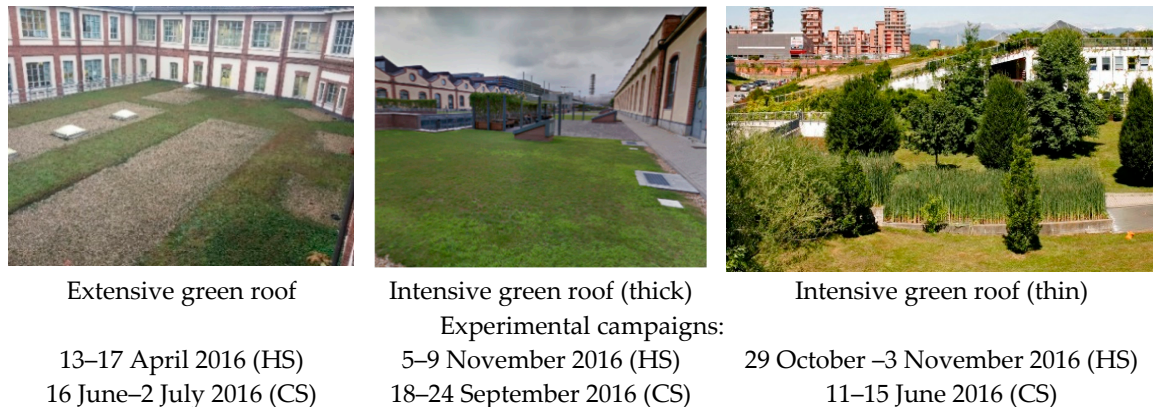 Extensive green roof Intensive green roof (thick) Intensive green roof (thin)
Experimental campaigns:
13–17 April 2016 (HS) 5–9 November 2016 (HS) 29 October –3 November 2016 (HS)
16 June–2 July 2016 (CS) 18–24 September 2016 (CS) 11–15 June 2016 (CS)